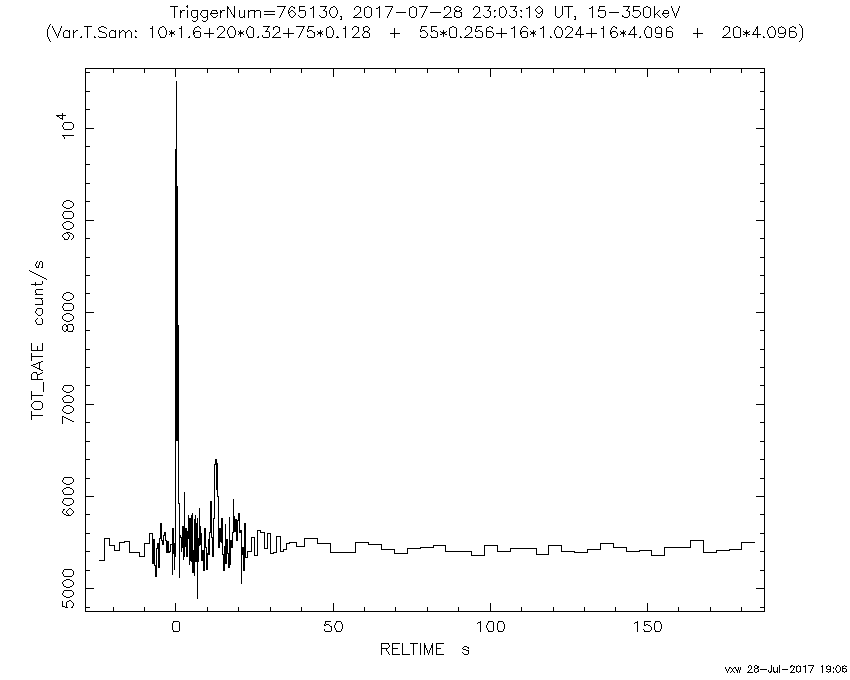 TriggerNum=765130, 2017-07-28 23:03:19 UT, 15-350keV
(Var.T.Sam: 10*1.6+20*0.32+75*0.128 + 55*0.256+16*1.024+16*4.096 + 20*4.096)
TOT_RATE count/s
10⁴
9000
8000
7000
6000
5000
0 50 100 150
RELTIME s
vxw 28-Jul-2017 19:06